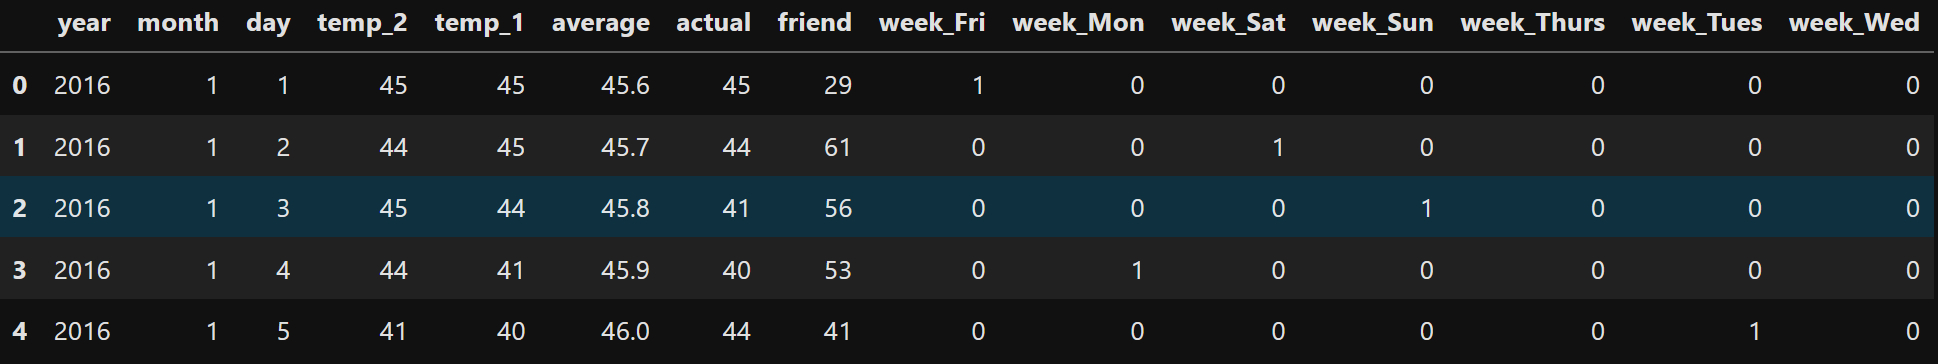 year month day temp_2 temp_1 average actual friend week_Fri week_Mon week_Sat week_Sun week_Thurs week_Tues week_Wed
0 2016 1 1 45 45 45.6 45 29 1 0 0 0 0 0 0
1 2016 1 2 44 45 45.7 44 61 0 0 1 0 0 0 0
2 2016 1 3 45 44 45.8 41 56 0 0 0 1 0 0 0
3 2016 1 4 44 41 45.9 40 53 0 1 0 0 0 0 0
4 2016 1 5 41 40 46.0 44 41 0 0 0 0 0 1 0